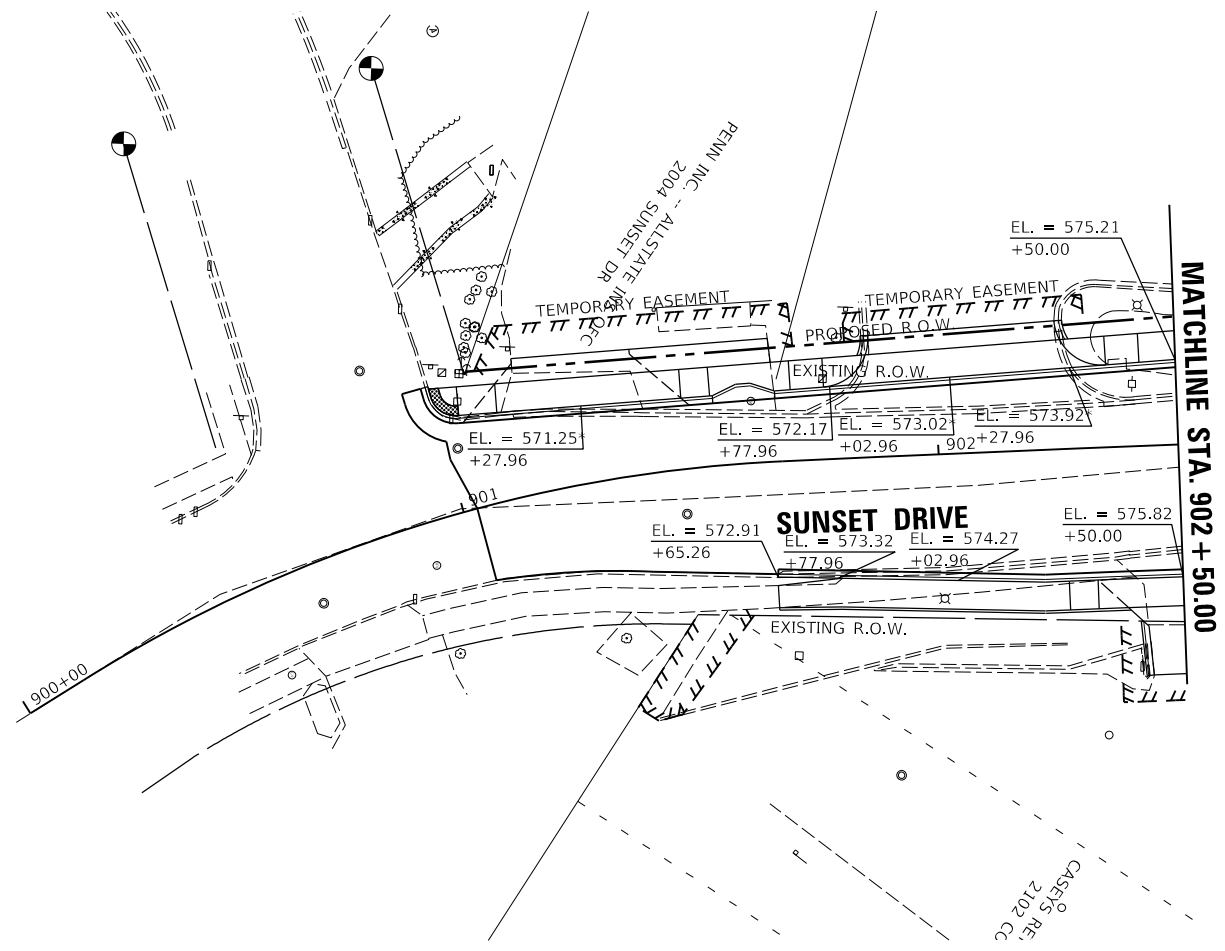 PENN INC. - ALLSTATE INS.
2004 SUNSET DR
EL. = 575.21
+50.00
TEMPORARY EASEMENT
TEMPORARY EASEMENT
PROPOSED R.O.W.
EXISTING R.O.W.
EL. = 571.25*
+27.96
EL. = 572.17
+77.96
EL. = 573.02*
+02.96
902
EL. = 573.92*
+27.96
MATCHLINE STA. 902+50.00
901
SUNSET DRIVE
EL. = 572.91
+65.26
EL. = 573.32
+77.96
EL. = 574.27
+02.96
EL. = 575.82
+50.00
EXISTING R.O.W.
900+00
P
CASEYS
2102